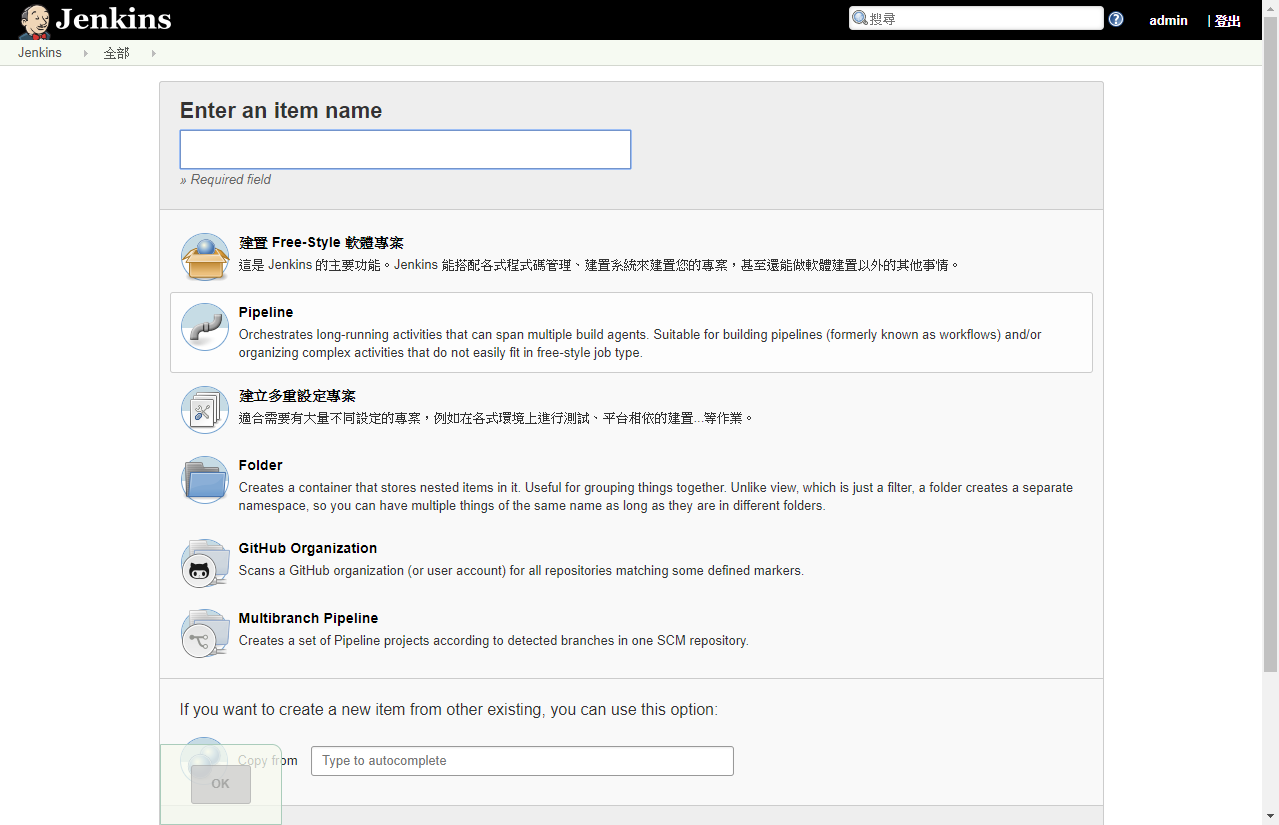 Jenkins
搜尋
admin
登出
Jenkins
全部
Enter an item name
» Required field
建置 Free-Style 軟體專案
這是 Jenkins 的主要功能。Jenkins 能搭配各式程式碼管理、建置系統來建置您的專案，甚至還能做軟體建置以外的其他事情。
Pipeline
Orchestrates long-running activities that can span multiple build agents. Suitable for building pipelines (formerly known as workflows) and/or
organizing complex activities that do not easily fit in free-style job type.
建立多重設定專案
適合需要有大量不同設定的專案，例如在各式環境上進行測試、平台相依的建置...等作業。
Folder
Creates a container that stores nested items in it. Useful for grouping things together. Unlike view, which is just a filter, a folder creates a separate
namespace, so you can have multiple things of the same name as long as they are in different folders.
GitHub Organization
Scans a GitHub organization (or user account) for all repositories matching some defined markers.
Multibranch Pipeline
Creates a set of Pipeline projects according to detected branches in one SCM repository.
If you want to create a new item from other existing, you can use this option:
Copy from
Type to autocomplete
OK